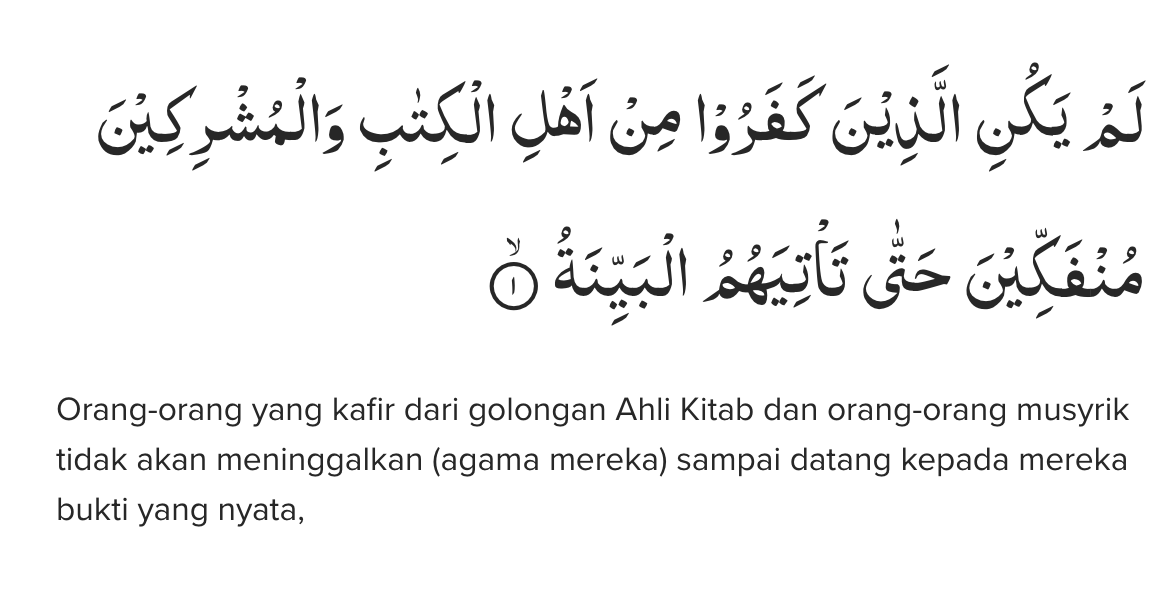 لَمْ يَكُنِ الَّذِيْنَ كَفَرُوْا مِنْ اَهْلِ الْكِتٰبِ وَالْمُشْرِكِيْنَ
مُنْفَكِّيْنَ حَتّٰى تَأْتِيَهُمُ الْبَيِّنَةُ ۙ ١
Orang-orang yang kafir dari golongan Ahli Kitab dan orang-orang musyrik
tidak akan meninggalkan (agama mereka) sampai datang kepada mereka
bukti yang nyata,